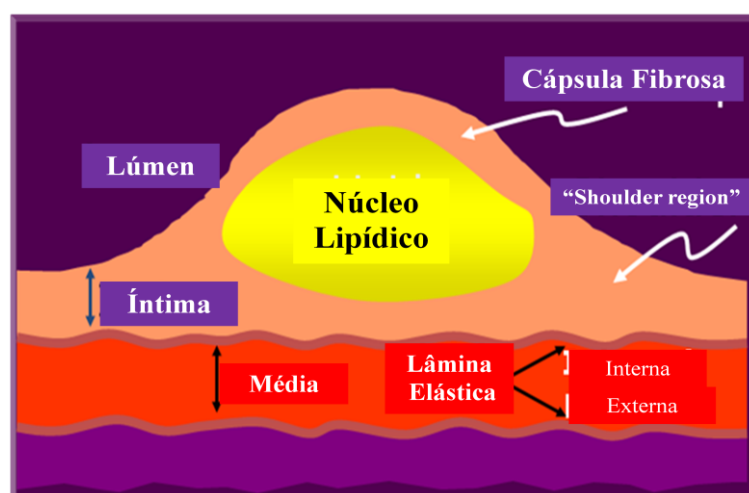 Cápsula Fibrosa
Lúmen
“Shoulder region”
Núcleo
Lipídico
Íntima
Média
Lâmina
Elástica
Interna
Externa